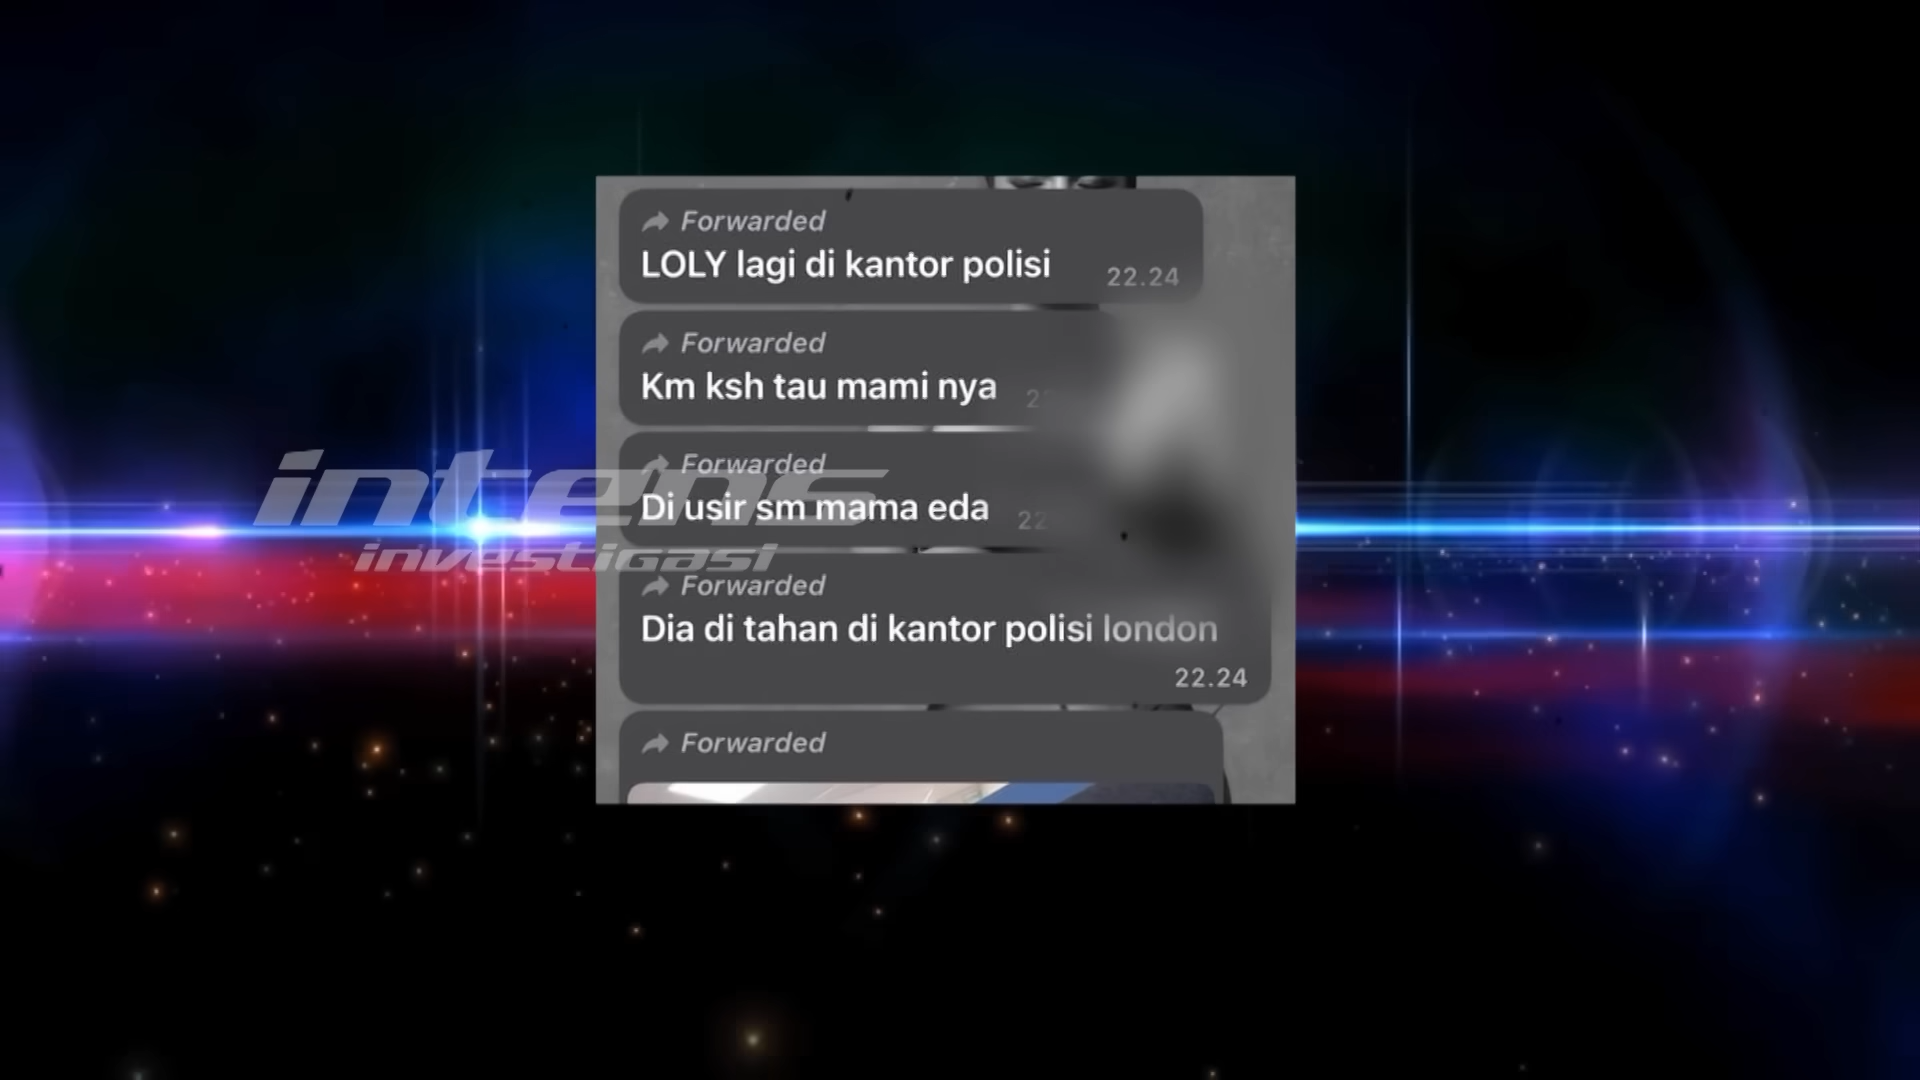 Forwarded
LOLY lagi di kantor polisi
22.24
Forwarded
Km ksh tau mami nya
Forwarded
Di usir sm mama eda
Forwarded
Dia di tahan di kantor polisi london
22.24
Forwarded
intens
investigasi